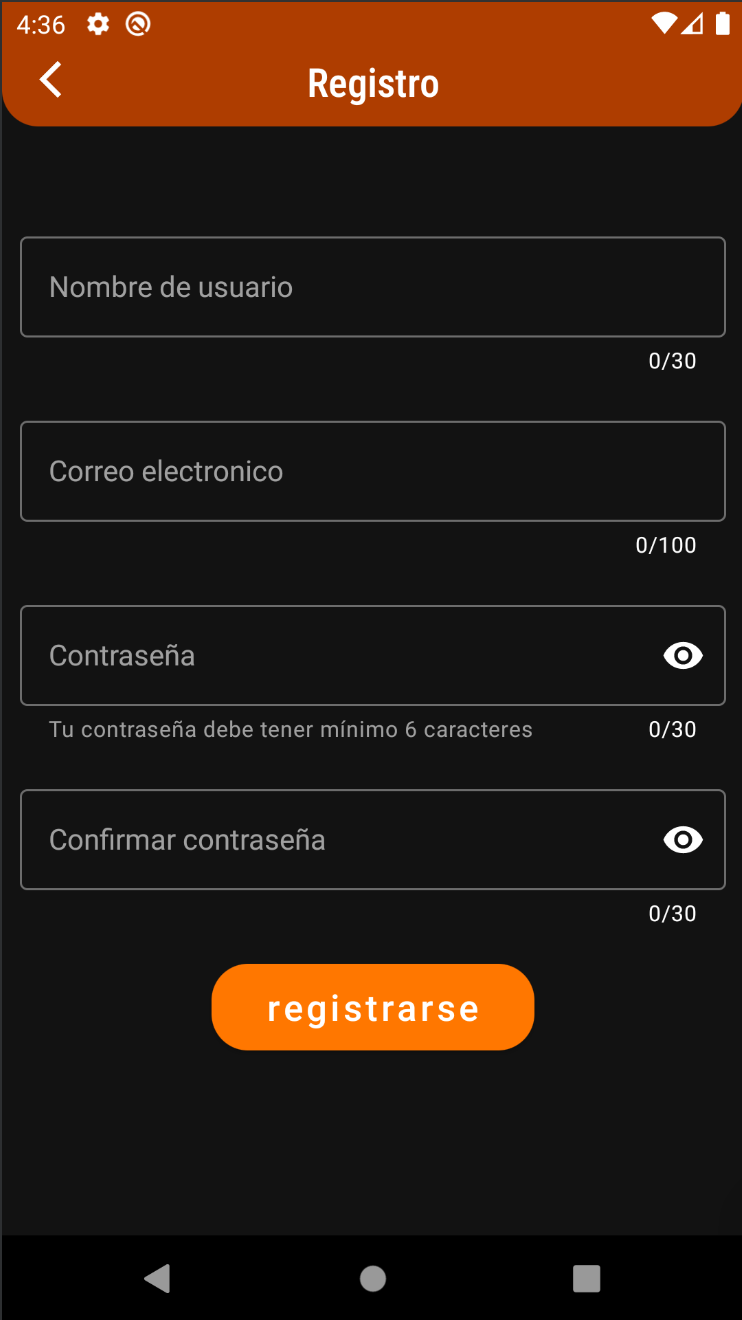 4:36
Registro
Nombre de usuario
0/30
Correo electronico
0/100
Contraseña
Tu contraseña debe tener mínimo 6 caracteres 0/30
Confirmar contraseña
0/30
registrarse